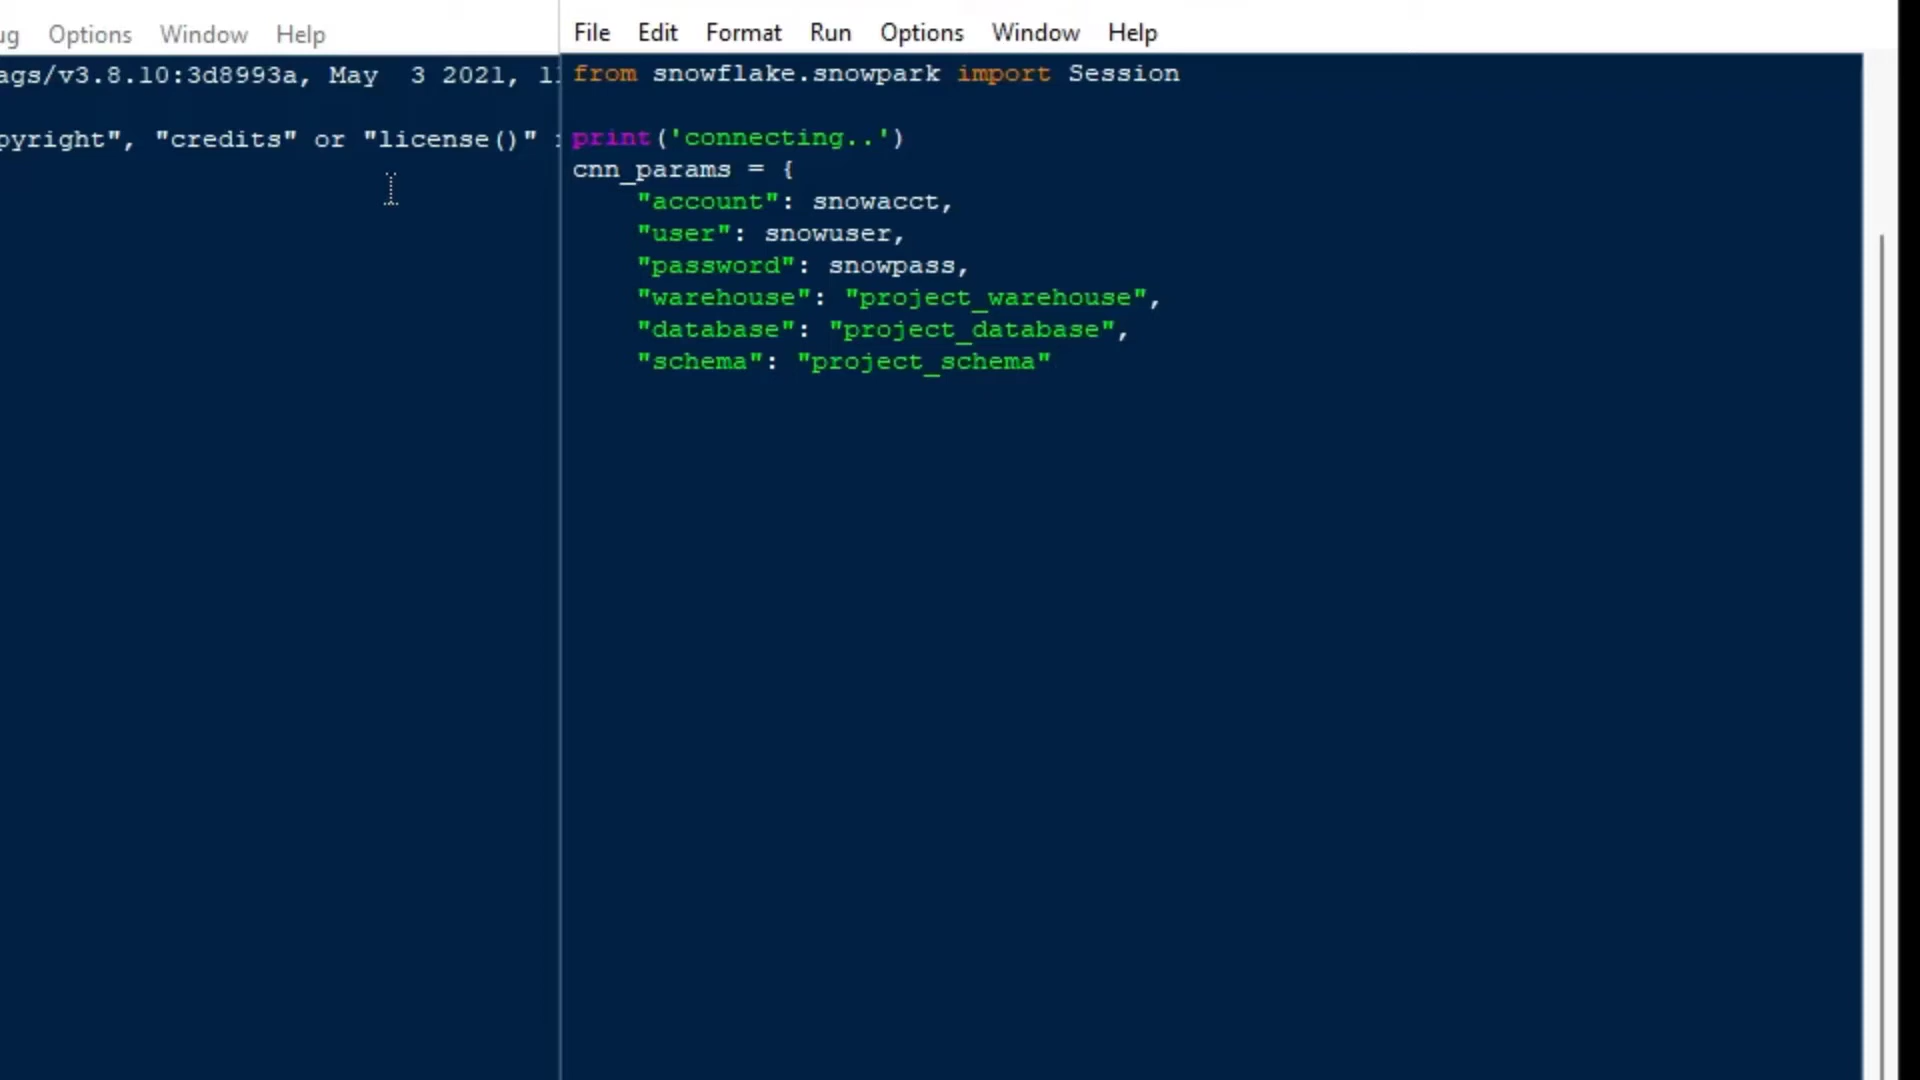 Options Window Help
ags/v3.8.10:3d8993a, May 3 2021, 1
pyright", "credits" or "license()"
File Edit Format Run Options Window Help
from snowflake.snowpark import Session
print('connecting..')
cnn_params = {
"account": snowacct,
"user": snowuser,
"password": snowpass,
"warehouse": "project_warehouse",
"database": "project_database",
"schema": "project_schema"